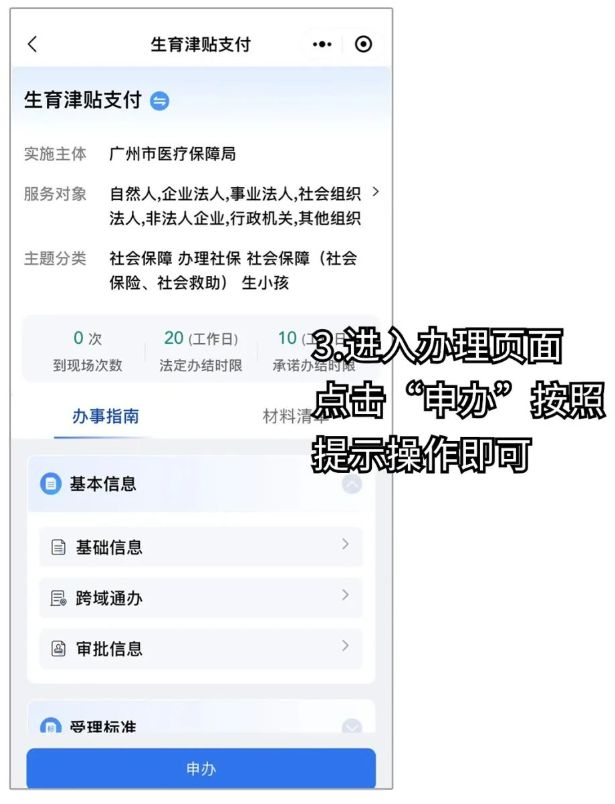 生育津贴支付
生育津贴支付
实施主体 广州市医疗保障局
服务对象 自然人,企业法人,事业法人,社会组织
法人,非法人企业,行政机关,其他组织
主题分类 社会保障 办理社保 社会保障（社会
保险、社会救助） 生小孩
0 次 20 (工作日) 10 (工作日)
到现场次数 法定办结时限 承诺办结时限
3.进入办理页面
点击“申办”按照
提示操作即可
办事指南 材料清单
基本信息
基础信息
跨域通办
审批信息
受理标准
申办